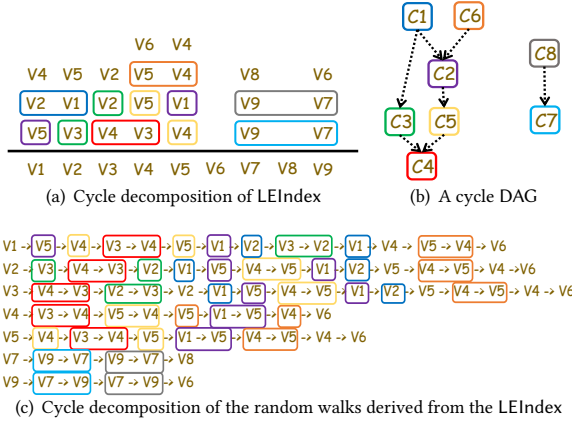 V6 V4
V4 V5 V2 V5 V4 V8 V6
V2 V1 V2 V5 V1 V9 V7
V5 V3 V4 V3 V4 V9 V7
V1 V2 V3 V4 V5 V6 V7 V8 V9
(a) Cycle decomposition of LEIndex
C1 C6
C2
C8
C3 C5
C7
C4
(b) A cycle DAG
V1 -> V5 -> V4 -> V3 -> V4 -> V5 -> V1 -> V2 -> V3 -> V2 -> V1 -> V4 -> V5 -> V4 -> V6
V2 -> V3 -> V4 -> V3 -> V2 -> V1 -> V5 -> V4 -> V5 -> V1 -> V2 -> V5 -> V4 -> V5 -> V4 -> V6
V3 -> V4 -> V3 -> V2 -> V3 -> V2 -> V1 -> V5 -> V4 -> V5 -> V1 -> V2 -> V5 -> V4 -> V5 -> V4 -> V6
V4 -> V3 -> V4 -> V5 -> V4 -> V5 -> V1 -> V5 -> V4 -> V6
V5 -> V4 -> V3 -> V4 -> V5 -> V1 -> V5 -> V4 -> V5 -> V4 -> V6
V7 -> V9 -> V7 -> V9 -> V7 -> V8
V9 -> V7 -> V9 -> V7 -> V9 -> V6
(c) Cycle decomposition of the random walks derived from the LEIndex